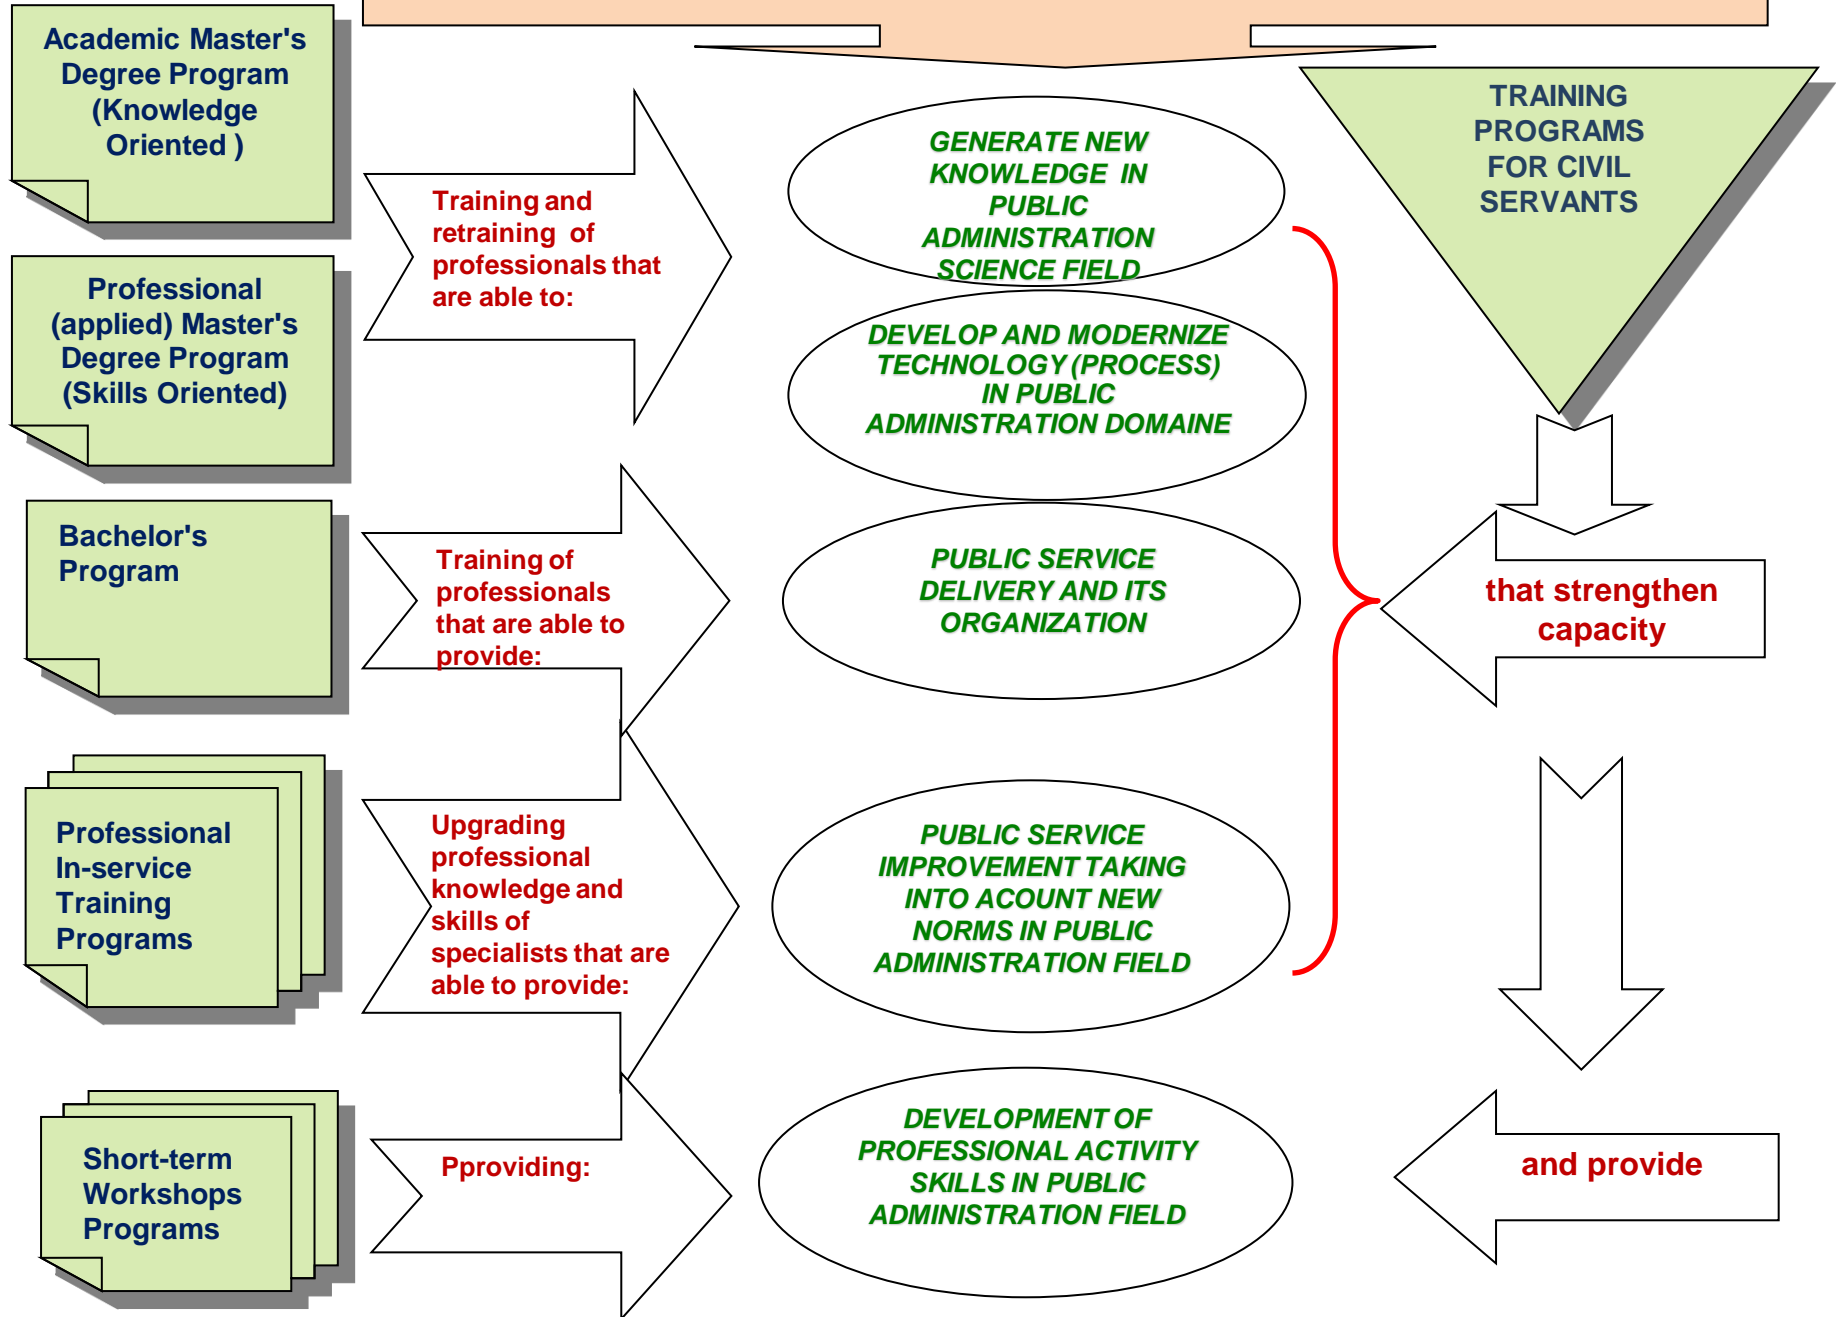 Academic Master's
Degree Program
(Knowledge
Oriented )
Training and
retraining of
professionals that
are able to:
GENERATE NEW
KNOWLEDGE IN
PUBLIC
ADMINISTRATION
SCIENCE FIELD
TRAINING
PROGRAMS
FOR CIVIL
SERVANTS
Professional
(applied) Master's
Degree Program
(Skills Oriented)
DEVELOP AND MODERNIZE
TECHNOLOGY (PROCESS)
IN PUBLIC
ADMINISTRATION DOMAINE
Bachelor's
Program
Training of
professionals
that are able to
provide:
PUBLIC SERVICE
DELIVERY AND ITS
ORGANIZATION
that strengthen
capacity
Professional
In-service
Training
Programs
Upgrading
professional
knowledge and
skills of
specialists that are
able to provide:
PUBLIC SERVICE
IMPROVEMENT TAKING
INTO ACOUNT NEW
NORMS IN PUBLIC
ADMINISTRATION FIELD
Short-term
Workshops
Programs
Pproviding:
DEVELOPMENT OF
PROFESSIONAL ACTIVITY
SKILLS IN PUBLIC
ADMINISTRATION FIELD
and provide